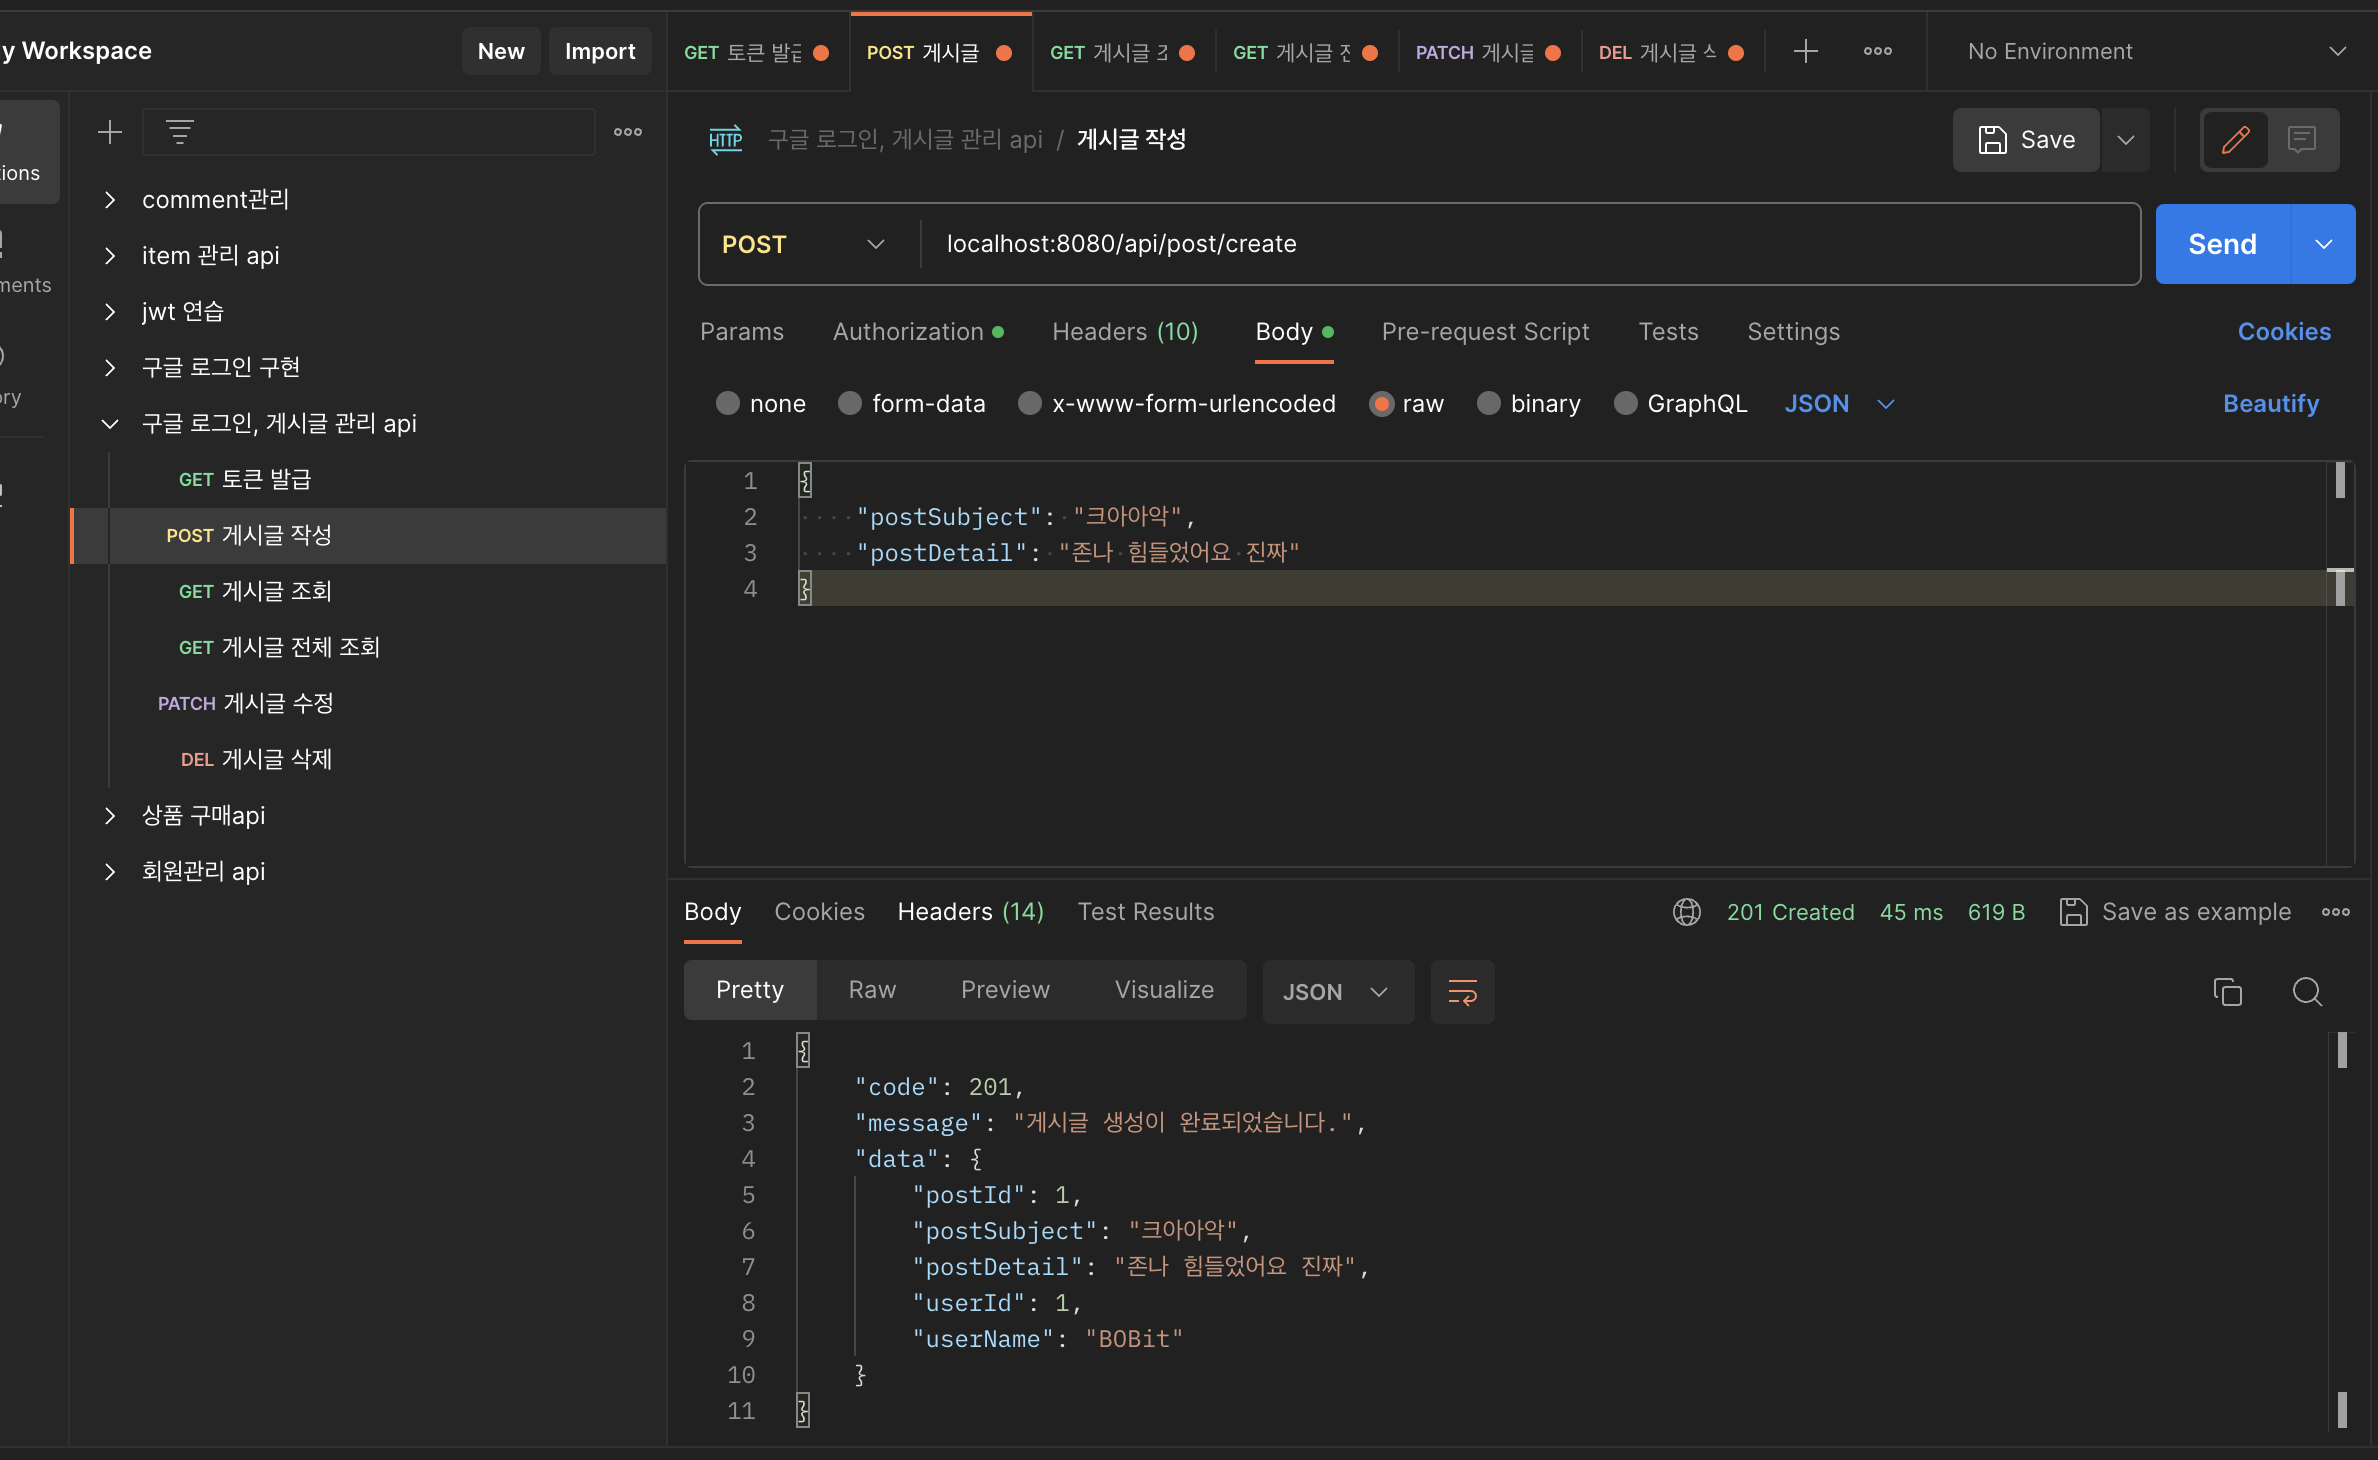 y Workspace
New
Import
GET 토큰 발급
POST 게시글
GET 게시글
GET 게시글
PATCH 게시글
DEL 게시글
No Environment
ions
ments
ory
comment관리
item 관리 api
jwt 연습
구글 로그인 구현
구글 로그인, 게시글 관리 api
GET 토큰 발급
POST 게시글 작성
GET 게시글 조회
GET 게시글 전체 조회
PATCH 게시글 수정
DEL 게시글 삭제
상품 구매api
회원관리 api
HTTP 구글 로그인, 게시글 관리 api / 게시글 작성
Save
POST localhost:8080/api/post/create
Send
Params Authorization Headers (10) Body Pre-request Script Tests Settings Cookies
none form-data x-www-form-urlencoded raw binary GraphQL JSON Beautify
1 {
2 "postSubject": "크아아악",
3 "postDetail": "존나 힘들었어요 진짜"
4 }
Body Cookies Headers (14) Test Results 201 Created 45 ms 619 B Save as example
Pretty Raw Preview Visualize JSON
1 {
2 "code": 201,
3 "message": "게시글 생성이 완료되었습니다.",
4 "data": {
5 "postId": 1,
6 "postSubject": "크아아악",
7 "postDetail": "존나 힘들었어요 진짜",
8 "userId": 1,
9 "userName": "BOBit"
10 }
11 }